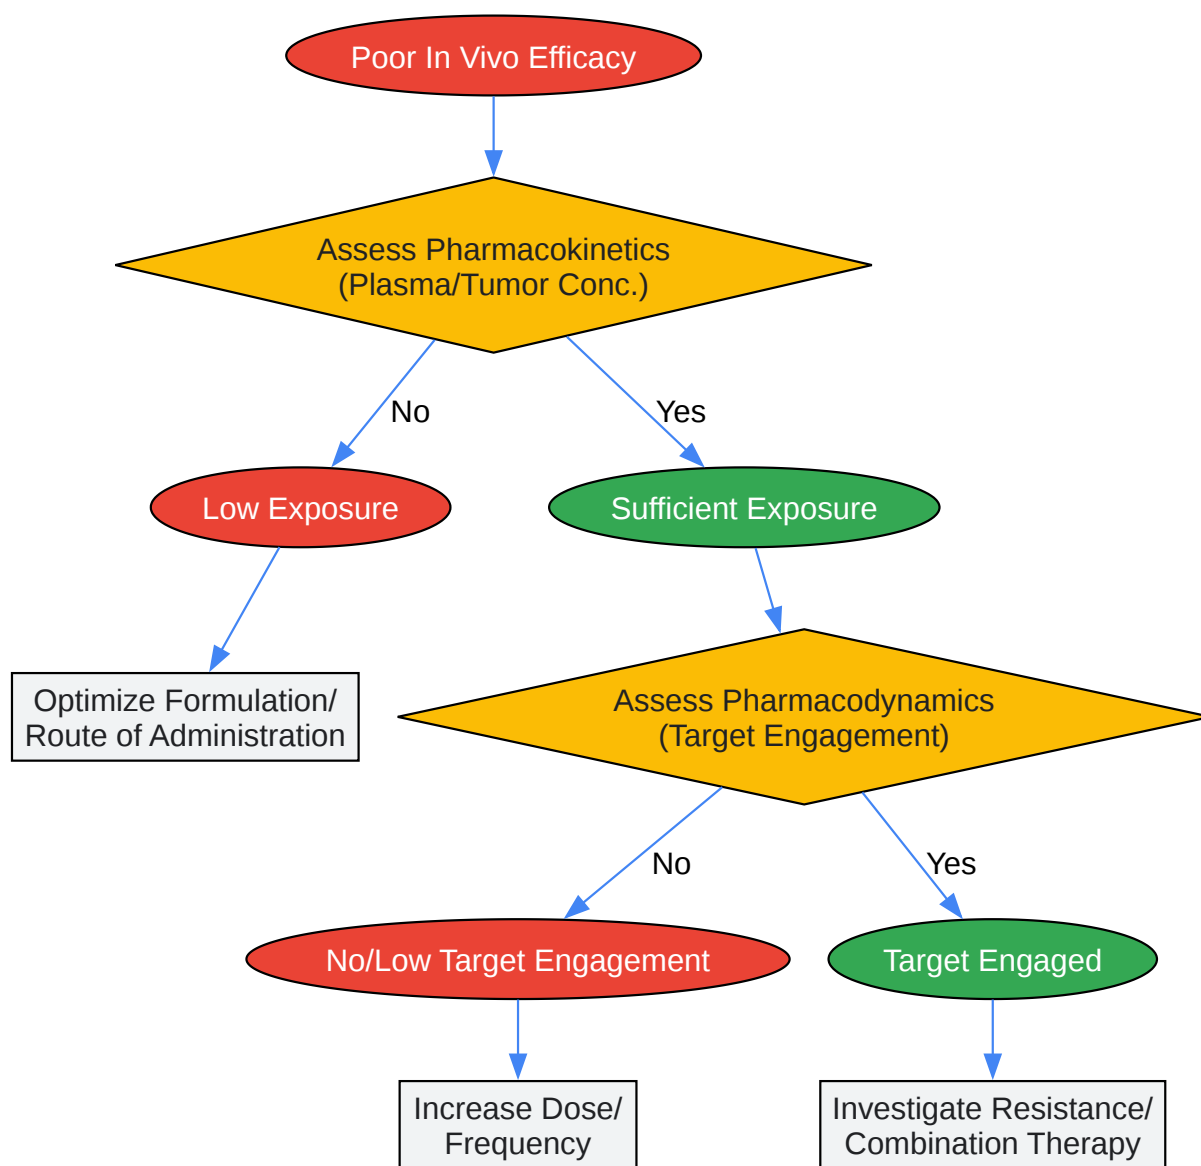 Poor In Vivo Efficacy
Assess Pharmacokinetics
(Plasma/Tumor Conc.)
No
Yes
Low Exposure
Sufficient Exposure
Optimize Formulation/
Route of Administration
Assess Pharmacodynamics
(Target Engagement)
No
Yes
No/Low Target Engagement
Target Engaged
Increase Dose/
Frequency
Investigate Resistance/
Combination Therapy